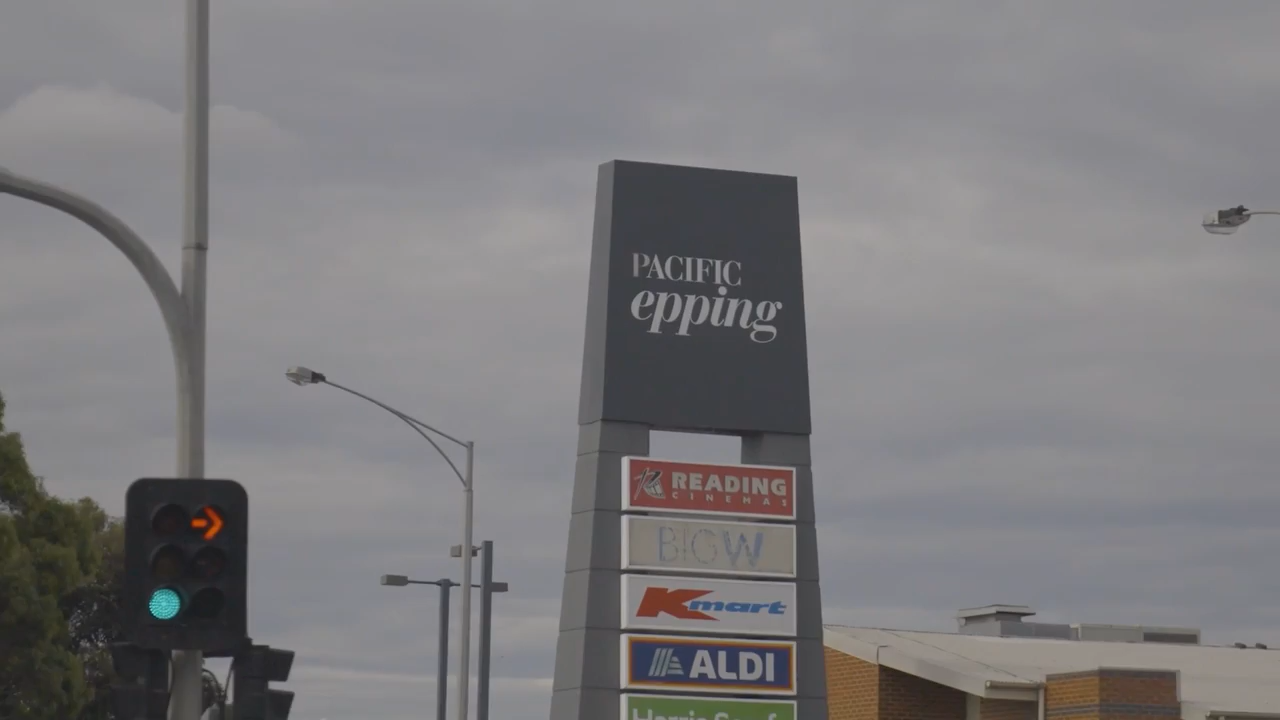 PACIFIC
epping
READING
CINEMAS
BIGW
Kmart
ALDI